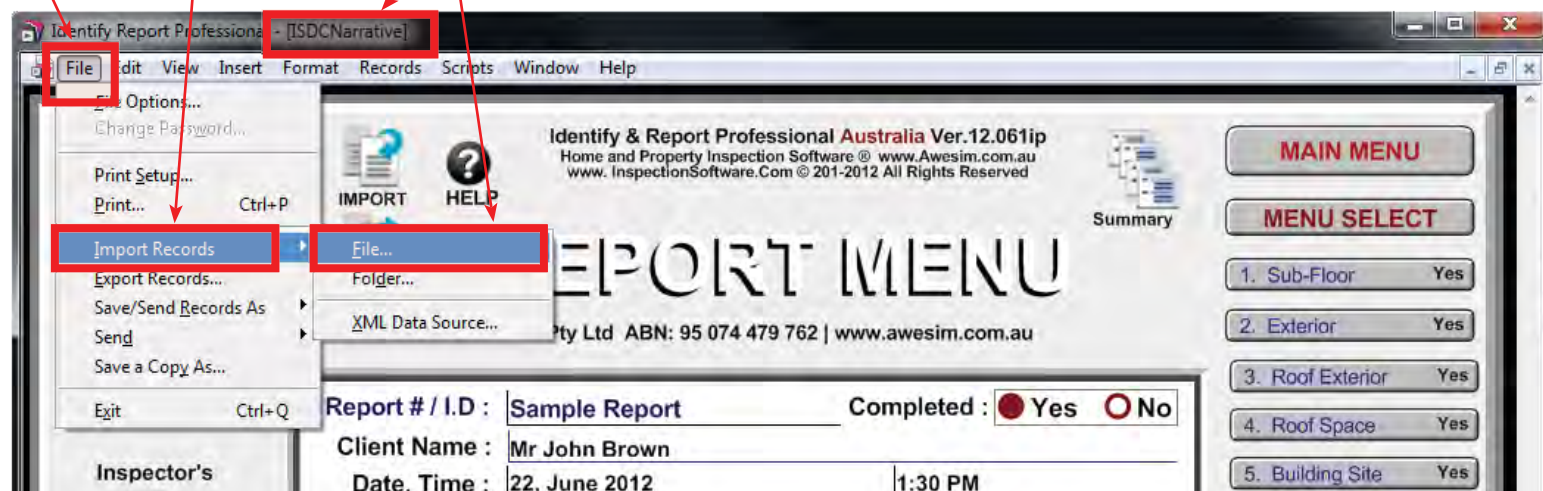 Identify Report Professional - [ISDCNarrative]
File Edit View Insert Format Records Scripts Window Help
File Options...
Change Password...
Print Setup...
Print... Ctrl+P
Import Records
Export Records...
Save/Send Records As
Send
Save a Copy As...
Exit Ctrl+Q
File...
Folder...
XML Data Source...
IMPORT
HELP
Identify & Report Professional Australia Ver.12.061ip
Home and Property Inspection Software ® www.Awesim.com.au
www. InspectionSoftware.Com © 201-2012 All Rights Reserved
Summary
EPORT MENU
Pty Ltd ABN: 95 074 479 762 | www.awesim.com.au
MAIN MENU
MENU SELECT
1. Sub-Floor Yes
2. Exterior Yes
3. Roof Exterior Yes
4. Roof Space Yes
5. Building Site Yes
Report # / I.D : Sample Report
Completed : Yes No
Client Name : Mr John Brown
Date, Time : 22, June 2012 1:30 PM
Inspector's